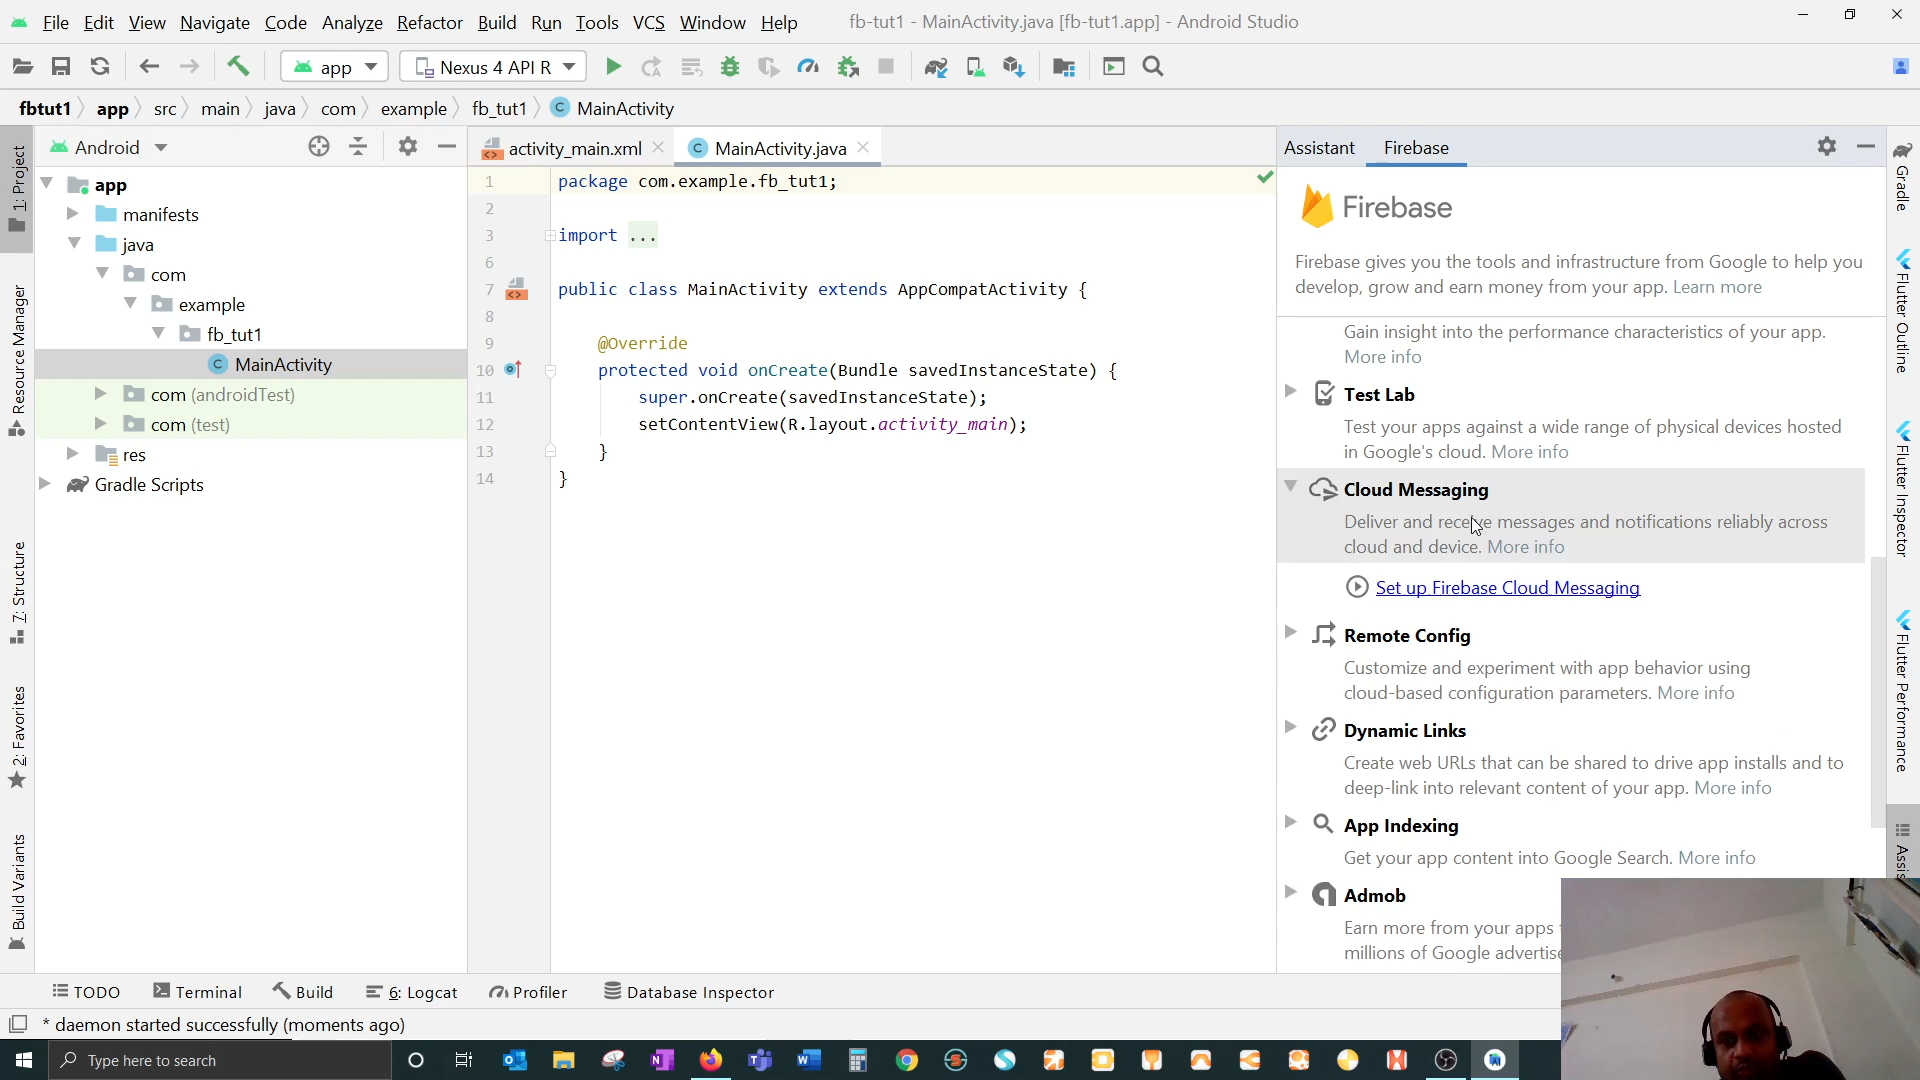 File Edit View Navigate Code Analyze Refactor Build Run Tools VCS Window Help fb-tut1 - MainActivity.java [fb-tut1.app] - Android Studio
app Nexus 4 API R
fbtut1 app src main java com example fb_tut1 MainActivity
Android
app
manifests
java
com
example
fb_tut1
MainActivity
com (androidTest)
com (test)
res
Gradle Scripts
1: Project
Resource Manager
7: Structure
2: Favorites
Build Variants
activity_main.xml MainActivity.java
1 package com.example.fb_tut1;
2
3 import ...
6
7 public class MainActivity extends AppCompatActivity {
8
9 @Override
10 protected void onCreate(Bundle savedInstanceState) {
11 super.onCreate(savedInstanceState);
12 setContentView(R.layout.activity_main);
13 }
14 }
Assistant Firebase
Firebase
Firebase gives you the tools and infrastructure from Google to help you
develop, grow and earn money from your app. Learn more
Gain insight into the performance characteristics of your app.
More info
Test Lab
Test your apps against a wide range of physical devices hosted
in Google's cloud. More info
Cloud Messaging
Deliver and receive messages and notifications reliably across
cloud and device. More info
Set up Firebase Cloud Messaging
Remote Config
Customize and experiment with app behavior using
cloud-based configuration parameters. More info
Dynamic Links
Create web URLs that can be shared to drive app installs and to
deep-link into relevant content of your app. More info
App Indexing
Get your app content into Google Search. More info
Admob
Earn more from your apps
millions of Google advertise
Gradle
Flutter Outline
Flutter Inspector
Flutter Performance
Assis
TODO Terminal Build 6: Logcat Profiler Database Inspector
* daemon started successfully (moments ago)
Type here to search